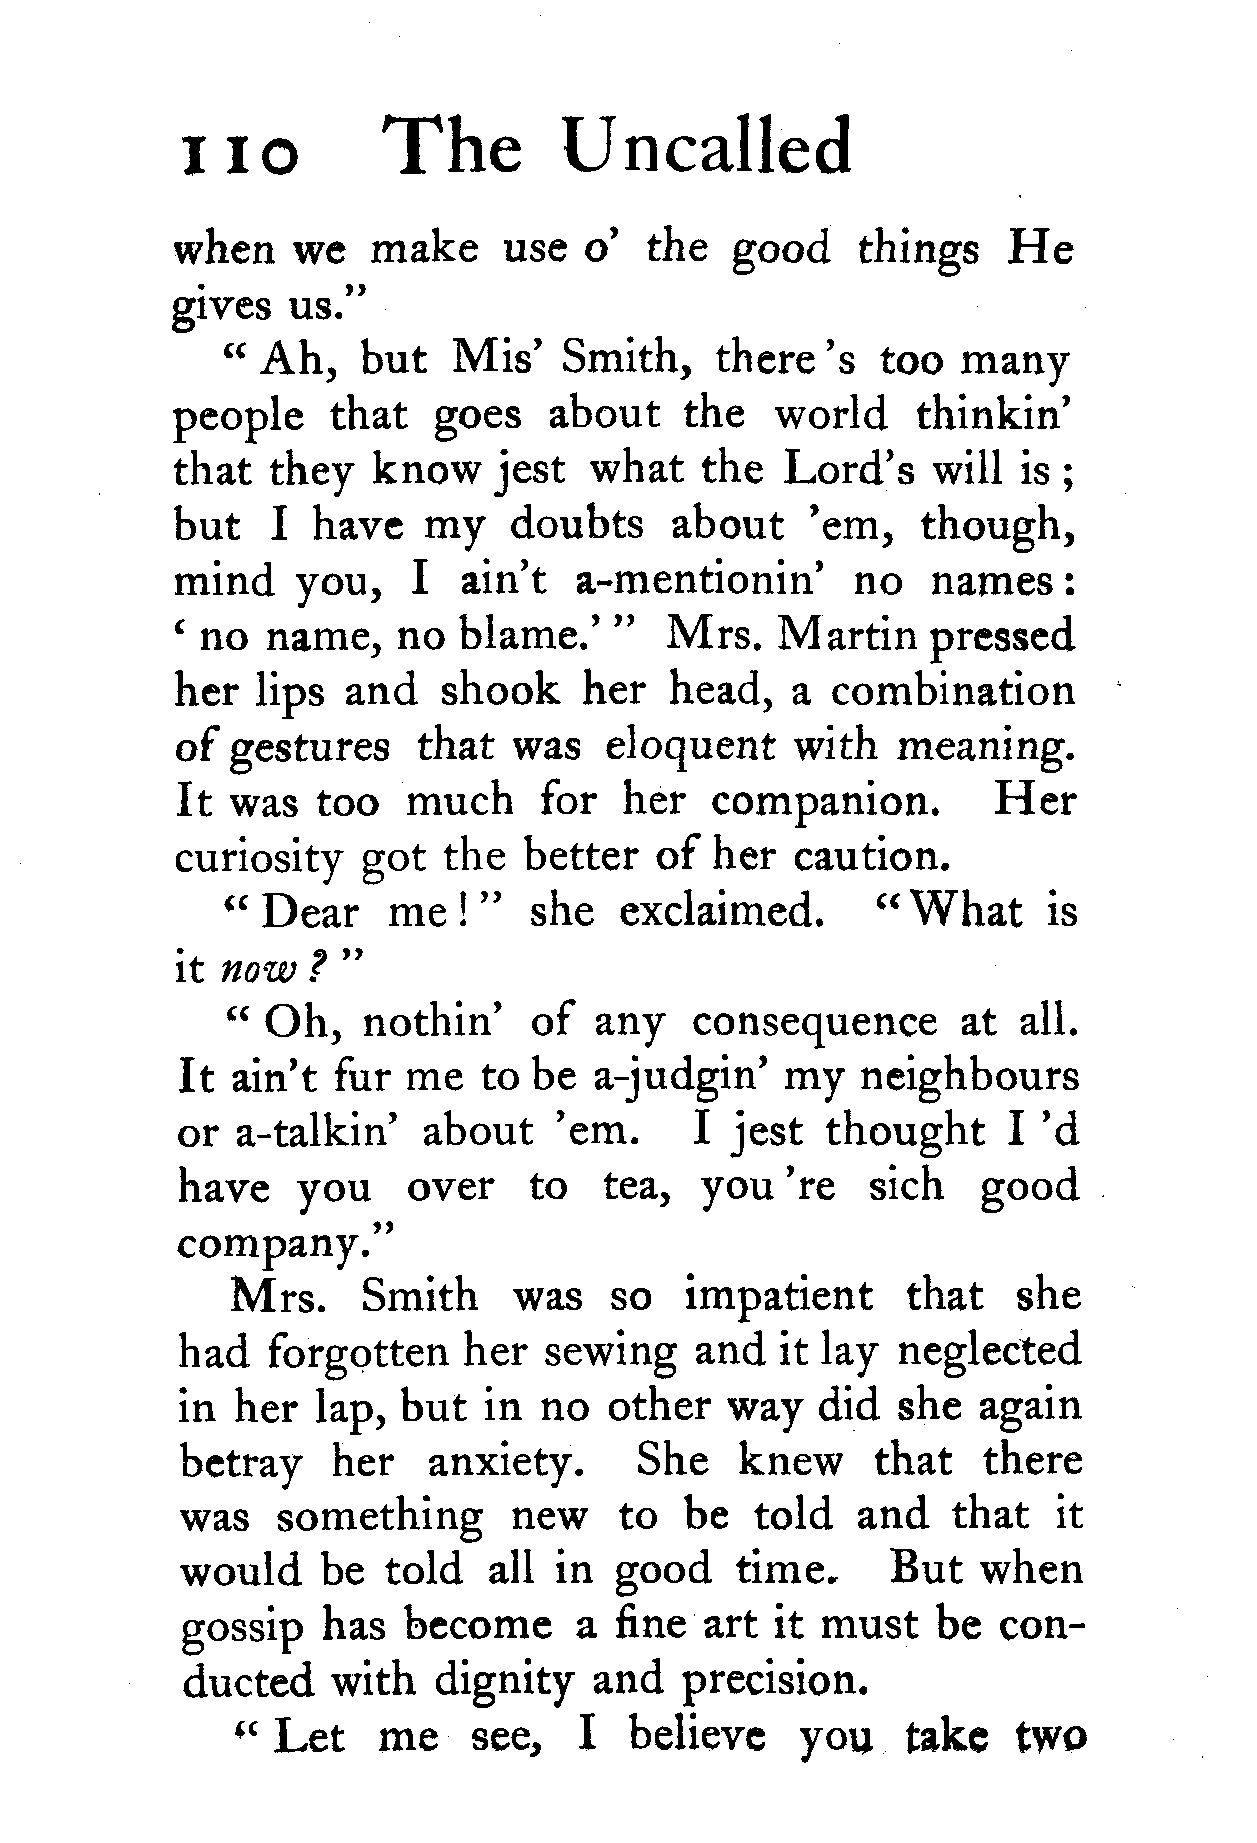 110 The Uncalled
when we make use o' the good things He
gives us."
"Ah, but Mis' Smith, there 's too many
people that goes about the world thinkin'
that they know jest what the Lord's will is ;
but I have my doubts about 'em, though,
mind you, I ain't a-mentionin' no names :
'no name, no blame.'" Mrs. Martin pressed
her lips and shook her head, a combination
of gestures that was eloquent with meaning.
It was too much for her companion. Her
curiosity got the better of her caution.
"Dear me!" she exclaimed. "What is
it now?"
"Oh, nothin' of any consequence at all.
It ain't fur me to be a-judgin' my neighbours
or a-talkin' about 'em. I jest thought I 'd
have you over to tea, you 're sich good
company."
Mrs. Smith was so impatient that she
had forgotten her sewing and it lay neglected
in her lap, but in no other way did she again
betray her anxiety. She knew that there
was something new to be told and that it
would be told all in good time. But when
gossip has become a fine art it must be con-
ducted with dignity and precision.
"Let me see, I believe you take two